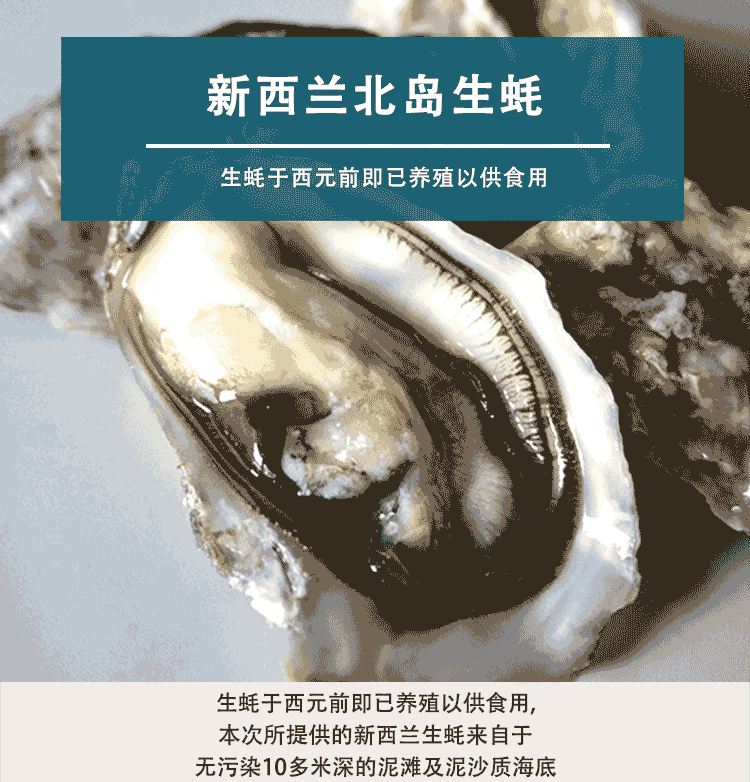 新西兰北岛生蚝
生蚝于西元前即已养殖以供食用
生蚝于西元前即已养殖以供食用,
本次所提供的新西兰生蚝来自于
无污染10多米深的泥滩及泥沙质海底